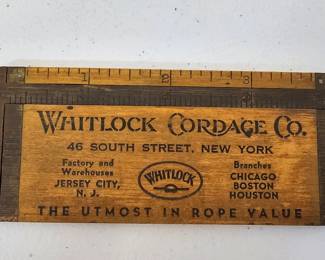 1 2 3
WHITLOCK CORDAGE CO.
46 SOUTH STREET, NEW YORK
Factory and
Warehouses
JERSEY CITY,
N. J.
WHITLOCK
Branches
CHICAGO
BOSTON
HOUSTON
THE UTMOST IN ROPE VALUE